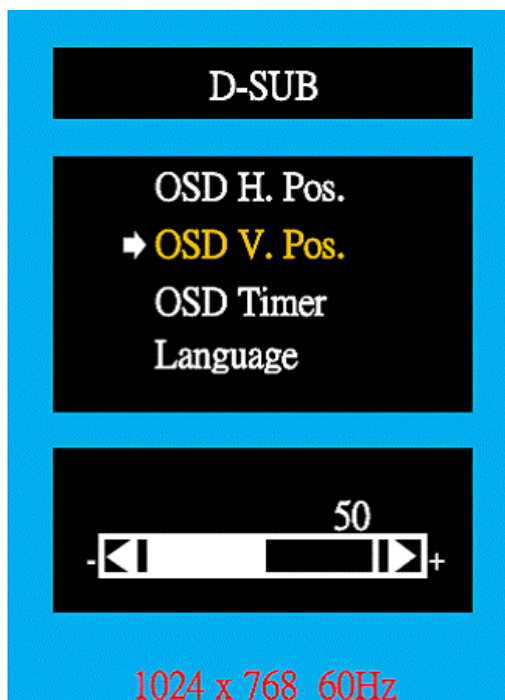 D-SUB
OSD H. Pos.
OSD V. Pos.
OSD Timer
Language
50
- +
1024 x 768 60Hz